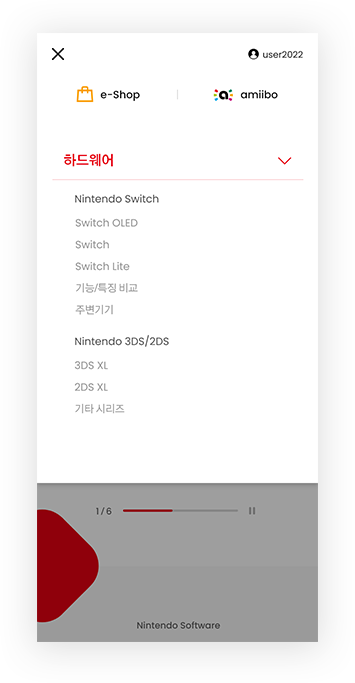 user2022
e-Shop
amiibo
하드웨어
Nintendo Switch
Switch OLED
Switch
Switch Lite
기능/특징 비교
주변기기
Nintendo 3DS/2DS
3DS XL
2DS XL
기타 시리즈
1 / 6
Nintendo Software